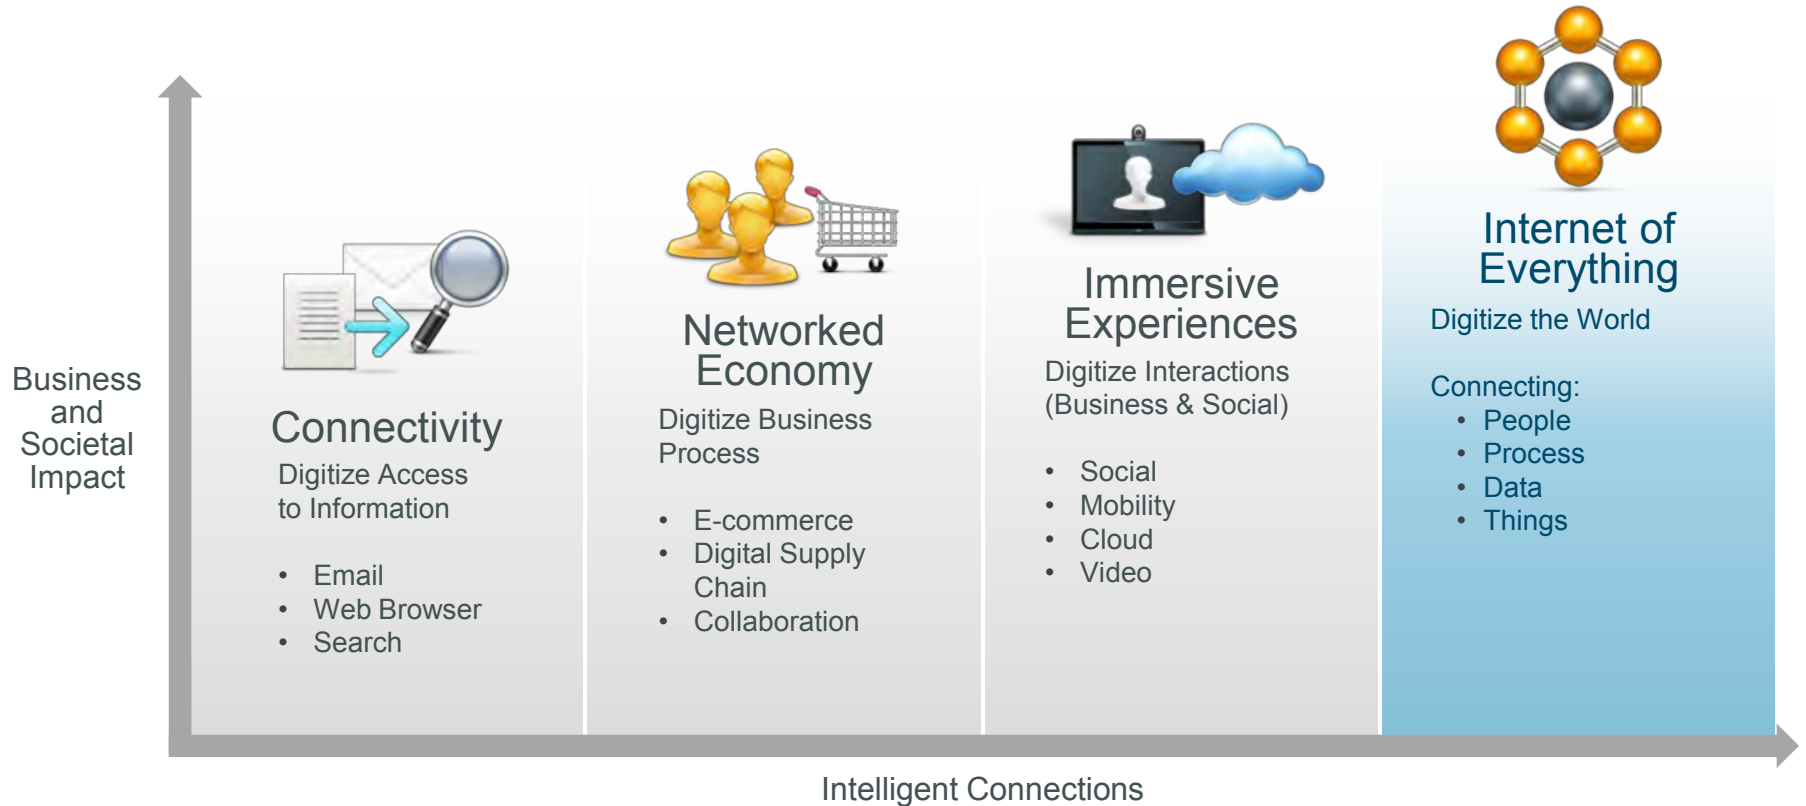 Business
and
Societal
Impact
Connectivity
Digitize Access
to Information
• Email
• Web Browser
• Search
Networked
Economy
Digitize Business
Process
• E-commerce
• Digital Supply
Chain
• Collaboration
Immersive
Experiences
Digitize Interactions
(Business & Social)
• Social
• Mobility
• Cloud
• Video
Internet of
Everything
Digitize the World
Connecting:
• People
• Process
• Data
• Things
Intelligent Connections